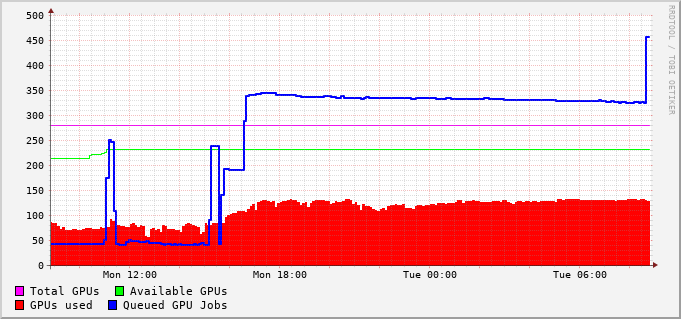 500
450
400
350
300
250
200
150
100
50
0
Mon 12:00 Mon 18:00 Tue 00:00 Tue 06:00
Total GPUs Available GPUs
GPUs used Queued GPU Jobs
RRDTOOL / TOBI OETIKER